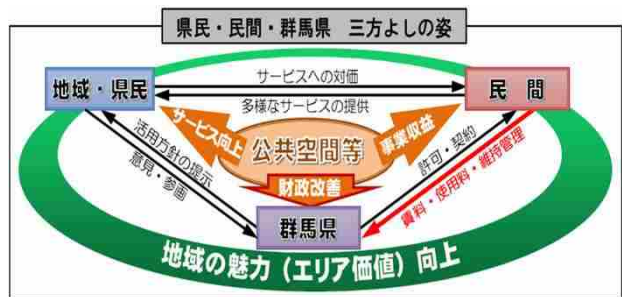 県民・民間・群馬県　三方よしの姿
地域・県民
サービスへの対価
民　間
多様なサービスの提供
サービス向上
公共空間等
事業収益
活用方針の提示
意見・参画
財政改善
許可・契約
賃料・使用料・維持管理
群馬県
地域の魅力（エリア価値）向上